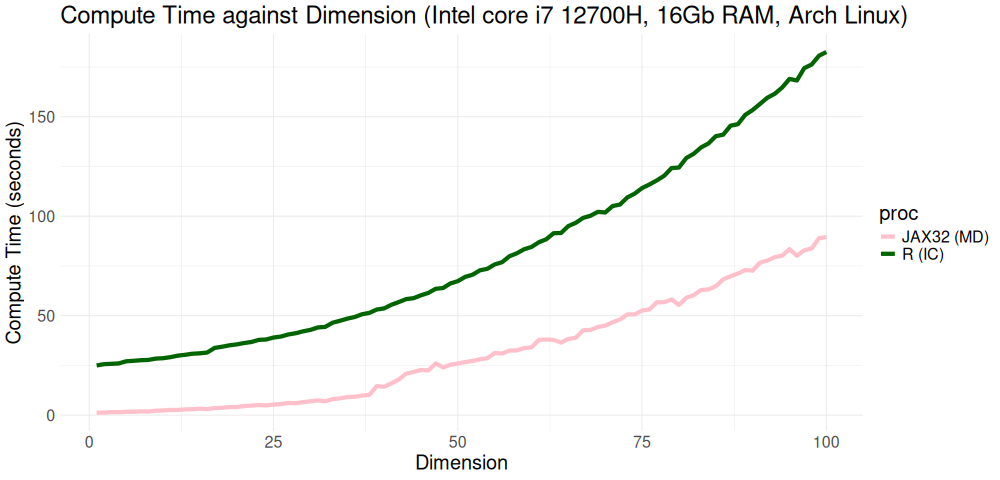 Compute Time against Dimension (Intel core i7 12700H, 16Gb RAM, Arch Linux)
Compute Time (seconds)
150
100
50
0
0 25 50 75 100
Dimension
proc
JAX32 (MD)
R (IC)